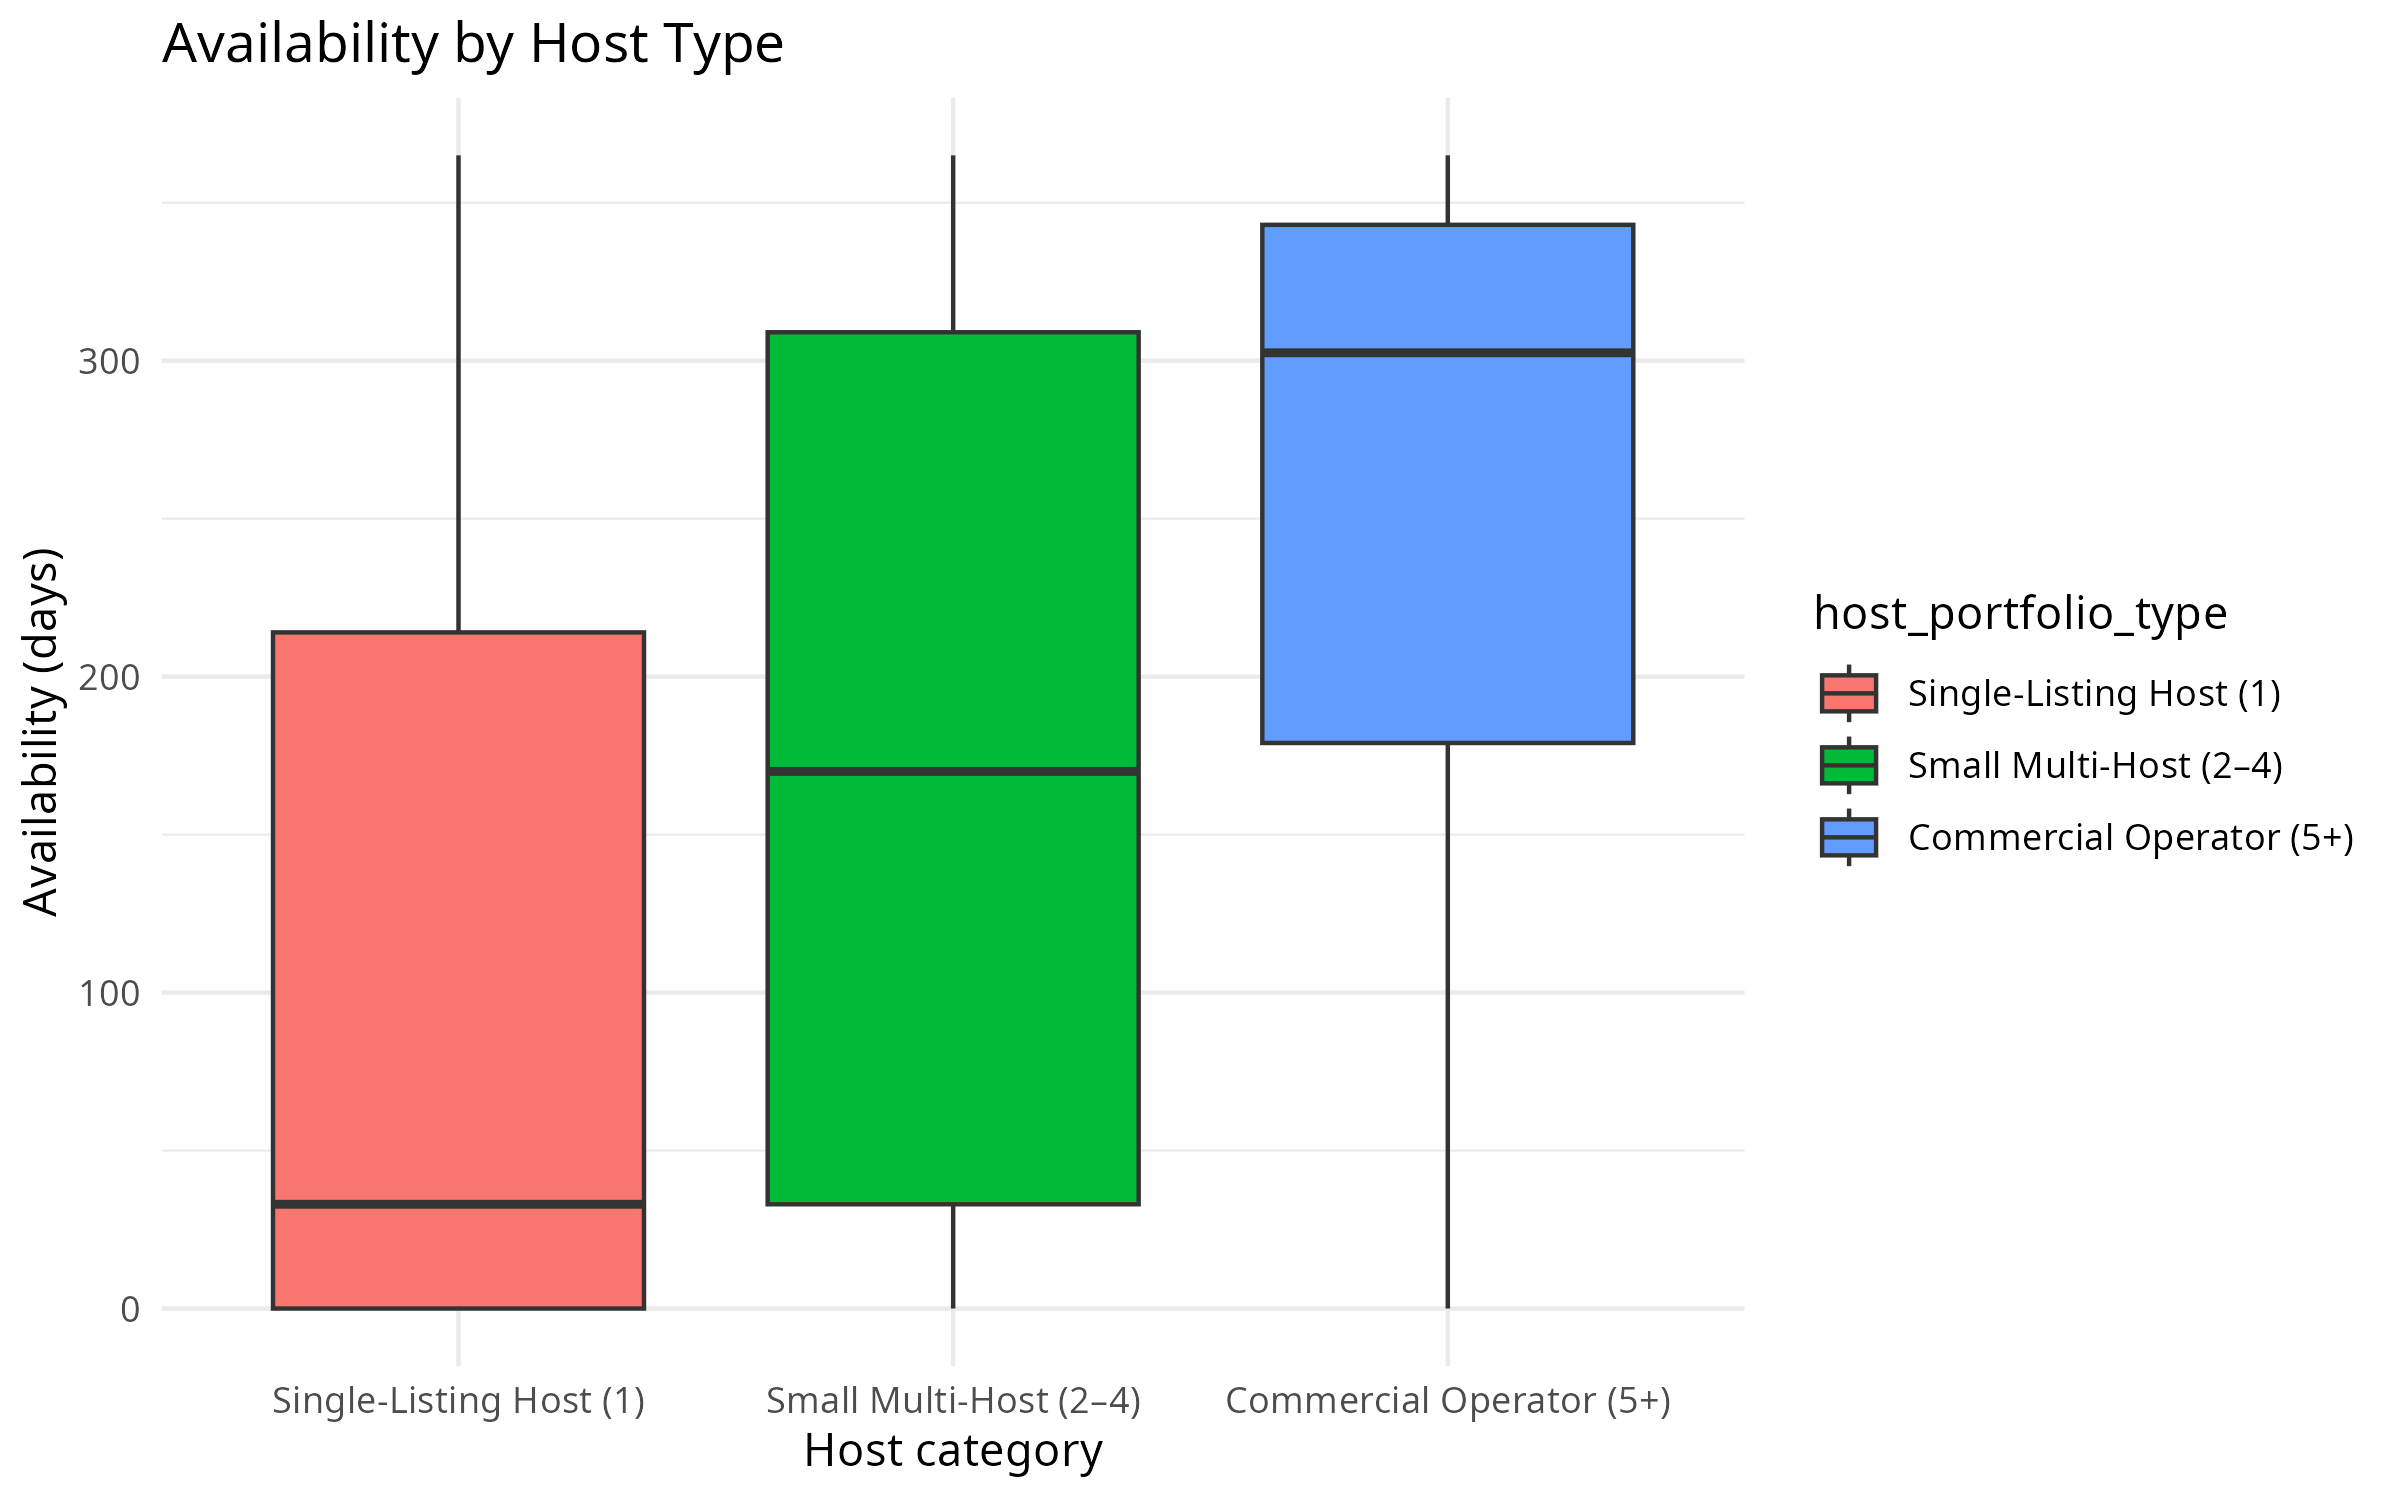 Availability by Host Type
Availability (days)
300
200
100
0
Single-Listing Host (1)
Small Multi-Host (2–4)
Commercial Operator (5+)
Host category
host_portfolio_type
Single-Listing Host (1)
Small Multi-Host (2–4)
Commercial Operator (5+)